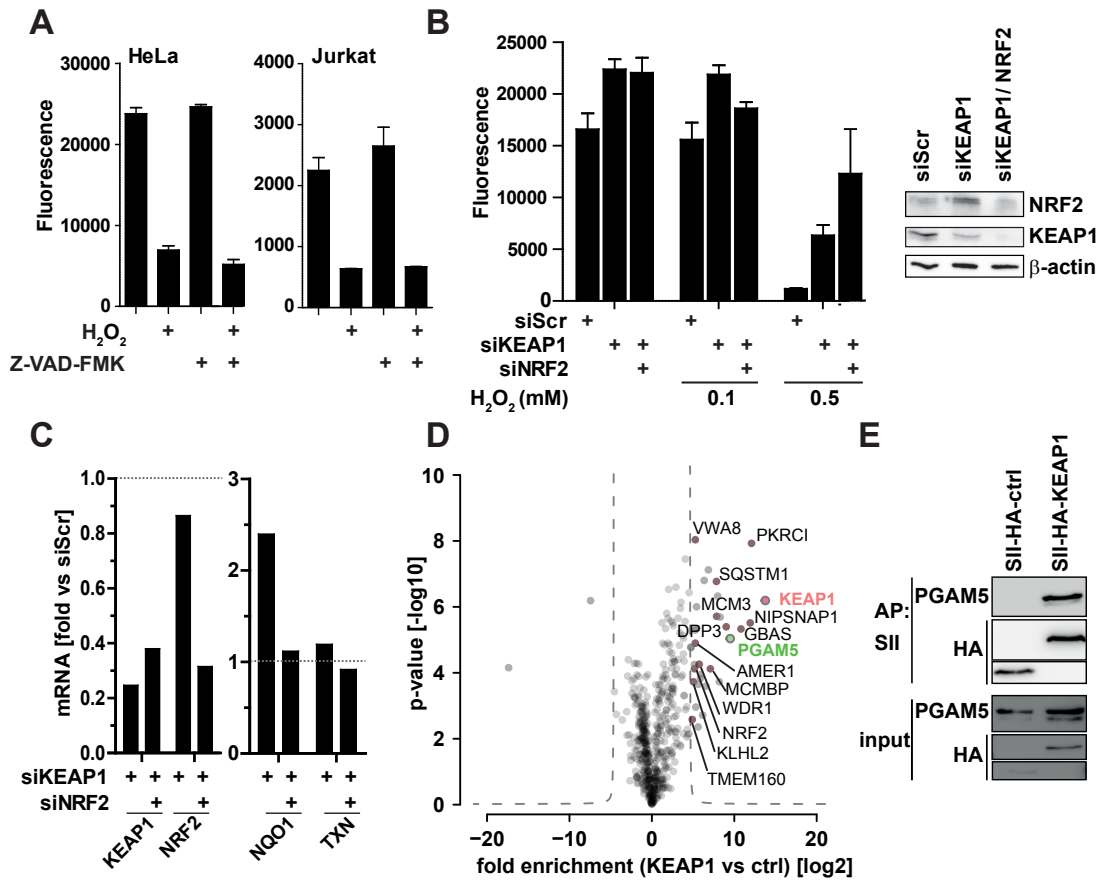 A
HeLa
Jurkat
Fluorescence
30000
20000
10000
0
4000
3000
2000
1000
0
H2O2 + +
Z-VAD-FMK + +
B
Fluorescence
25000
20000
15000
10000
5000
0
siScr + + +
siKEAP1 + + + + + +
siNRF2 + + +
H2O2 (mM) 0.1 0.5
siScr
siKEAP1
siKEAP1/ NRF2
NRF2
KEAP1
β-actin
C
mRNA [fold vs siScr]
1.0
0.8
0.6
0.4
0.2
0.0
3
2
1
0
siKEAP1 + + + + + + + +
siNRF2 + + + +
KEAP1
NRF2
NQO1
TXN
D
p-value [-log10]
10
8
6
4
2
0
VWA8
PKRCI
SQSTM1
KEAP1
MCM3
NIPSNAP1
DPP3
GBAS
PGAM5
AMER1
MCMBP
WDR1
NRF2
KLHL2
TMEM160
−20 −10 0 10 20
fold enrichment (KEAP1 vs ctrl) [log2]
E
SII-HA-ctrl
SII-HA-KEAP1
AP:
SII
PGAM5
HA
input
PGAM5
HA